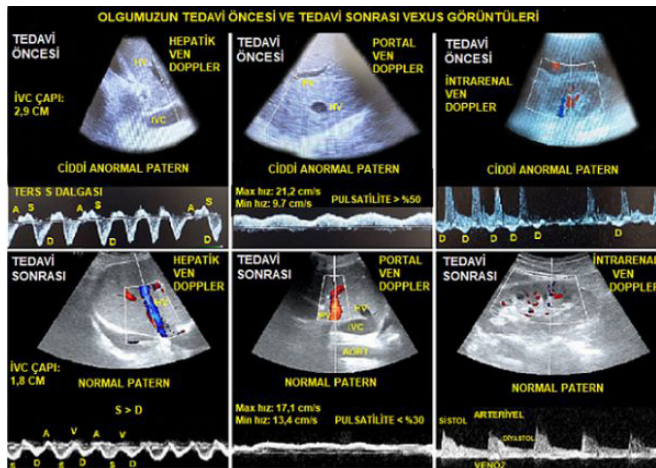 OLGUMUZUN TEDAVİ ÖNCESİ VE TEDAVİ SONRASI VEXUS GÖRÜNTÜLERİ
TEDAVİ ÖNCESİ
HEPATİK VEN DOPPLER
HV
IVC
İVC ÇAPI: 2,9 CM
CİDDİ ANORMAL PATERN
TERS S DALGASI
A S A S A S
D D D
TEDAVİ ÖNCESİ
PORTAL VEN DOPPLER
PV
HV
CİDDİ ANORMAL PATERN
Max hız: 21,2 cm/s
Min hız: 9.7 cm/s
PULSATİLİTE > %50
TEDAVİ ÖNCESİ
İNTRARENAL VEN DOPPLER
CİDDİ ANORMAL PATERN
D D D D D D
TEDAVİ SONRASI
HEPATİK VEN DOPPLER
HV
İVC ÇAPI: 1,8 CM
NORMAL PATERN
S > D
A V A V
s D s D s D
TEDAVİ SONRASI
PORTAL VEN DOPPLER
PV
HV
IVC
AORT
NORMAL PATERN
Max hız: 17,1 cm/s
Min hız: 13,4 cm/s
PULSATİLİTE < %30
TEDAVİ SONRASI
İNTRARENAL VEN DOPPLER
NORMAL PATERN
ARTERİYEL
SİSTOL
DİYASTOL
VENÖZ